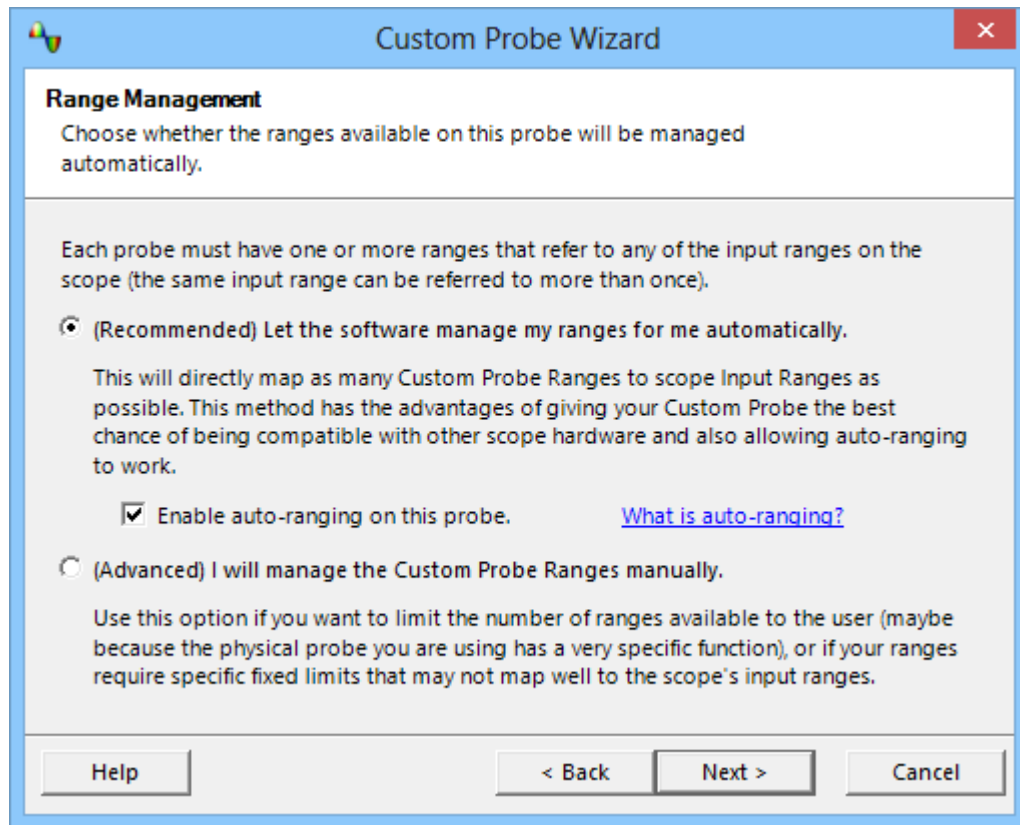 Custom Probe Wizard
Range Management
Choose whether the ranges available on this probe will be managed
automatically.
Each probe must have one or more ranges that refer to any of the input ranges on the
scope (the same input range can be referred to more than once).
(Recommended) Let the software manage my ranges for me automatically.
This will directly map as many Custom Probe Ranges to scope Input Ranges as
possible. This method has the advantages of giving your Custom Probe the best
chance of being compatible with other scope hardware and also allowing auto-ranging
to work.
Enable auto-ranging on this probe. What is auto-ranging?
(Advanced) I will manage the Custom Probe Ranges manually.
Use this option if you want to limit the number of ranges available to the user (maybe
because the physical probe you are using has a very specific function), or if your ranges
require specific fixed limits that may not map well to the scope's input ranges.
Help < Back Next > Cancel